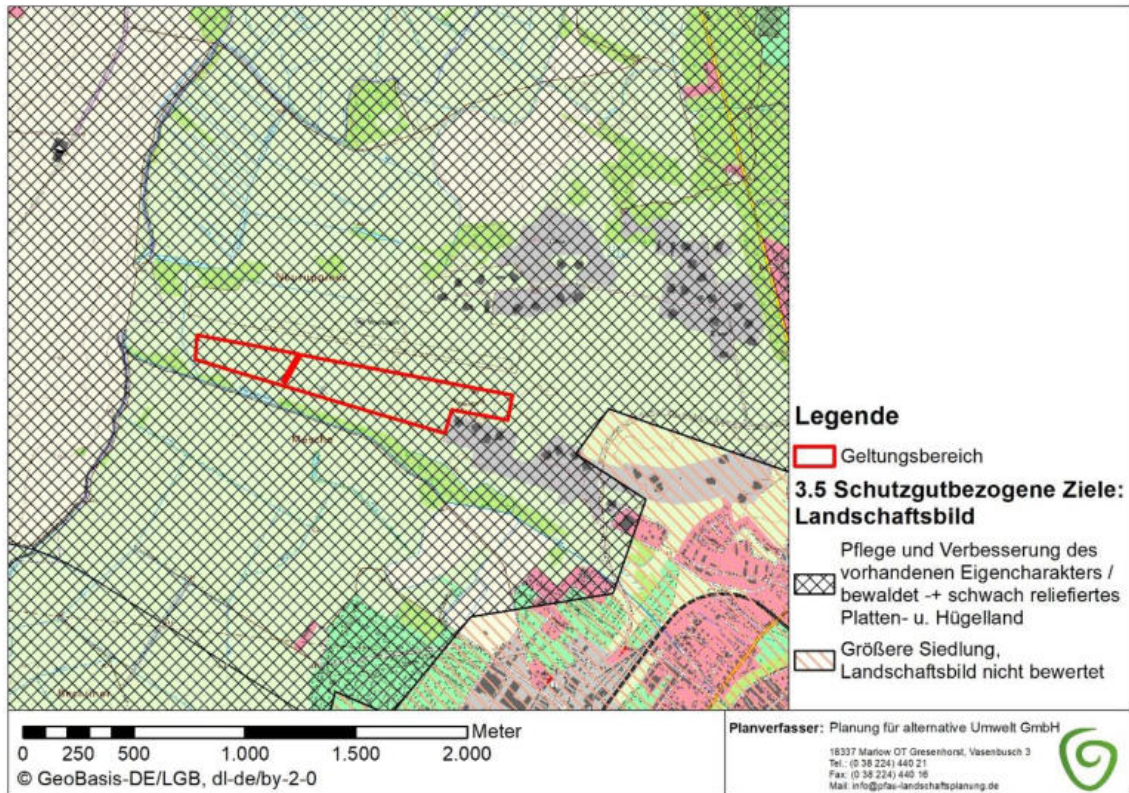 Neuruppiner
Mesche
Legende
Geltungsbereich
3.5 Schutzgutbezogene Ziele:
Landschaftsbild
Pflege und Verbesserung des
vorhandenen Eigencharakters /
bewaldet -+ schwach reliefiertes
Platten- u. Hügelland
Größere Siedlung,
Landschaftsbild nicht bewertet
Meter
0 250 500 1.000 1.500 2.000
© GeoBasis-DE/LGB, dl-de/by-2-0
Planverfasser: Planung für alternative Umwelt GmbH
18337 Marlow OT Gresenhorst, Vasenbusch 3
Tel.: (0 38 224) 440 21
Fax: (0 38 224) 440 16
Mail: info@pfau-landschaftsplanung.de